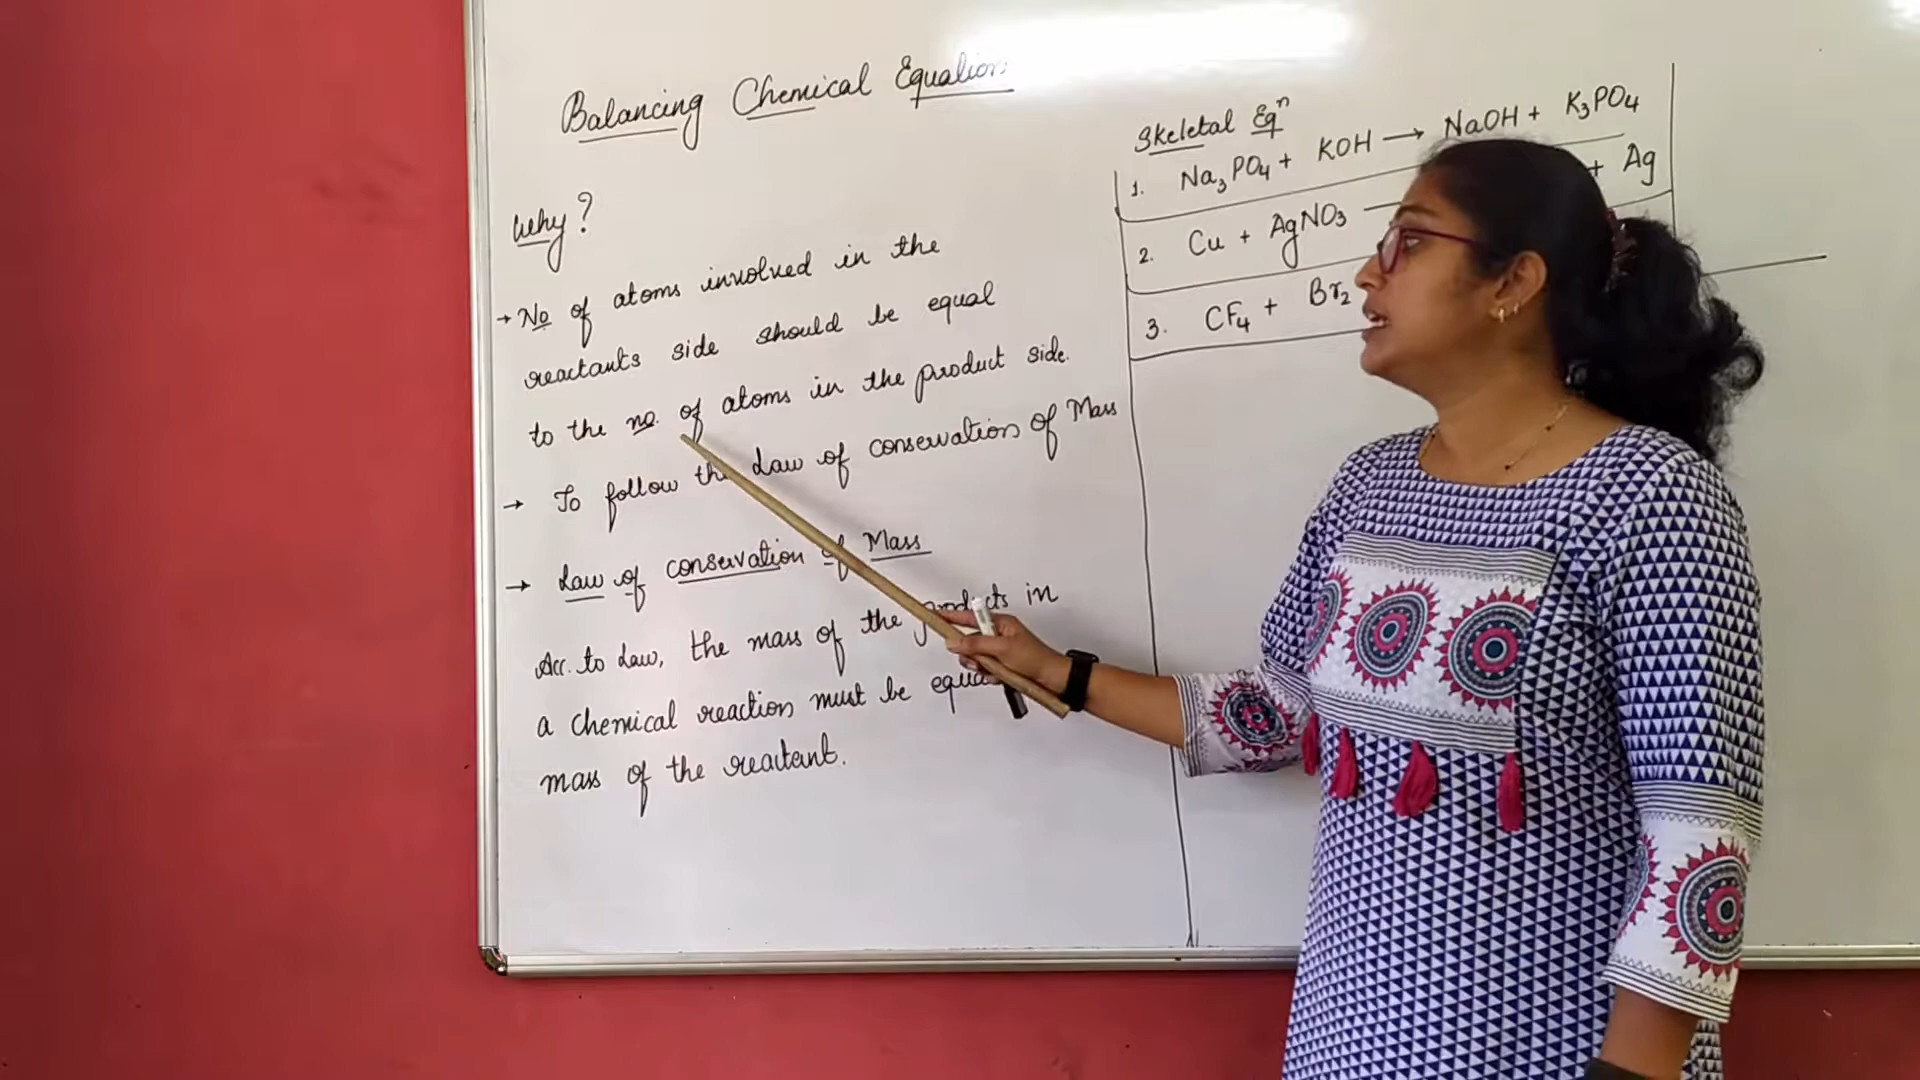 Balancing Chemical Equation
Why?
→ No of atoms involved in the
reactants side should be equal
to the no. of atoms in the product side.
→ To follow the Law of conservation of Mass
→ Law of conservation of Mass
Acc. to Law, the mass of the products in
a chemical reaction must be equal
mass of the reactant.
Skeletal Eqⁿ
1. Na₃PO₄ + KOH → NaOH + K₃PO₄
2. Cu + AgNO₃ + Ag
3. CF₄ + Br₂